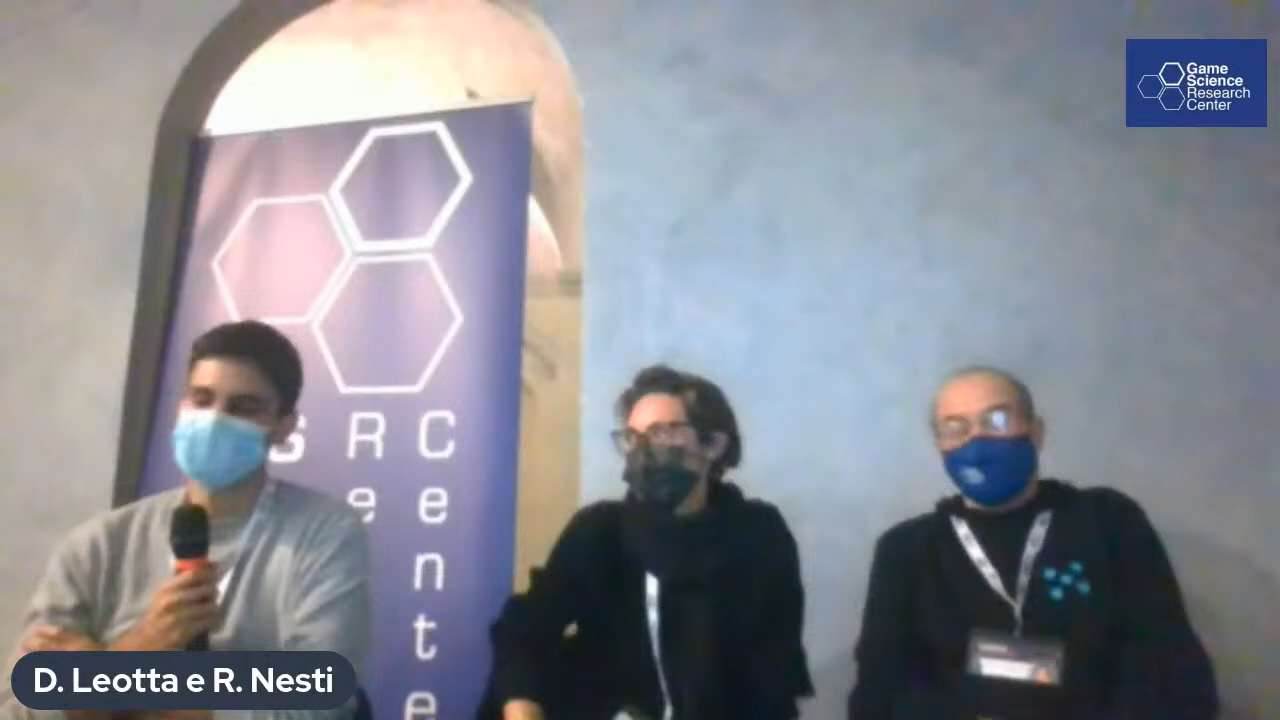 Game
Science
Research
Center
G R C
e e
n
t
e
D. Leotta e R. Nesti